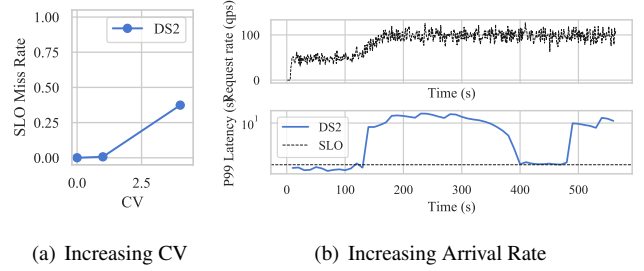 SLO Miss Rate
1.00
0.75
0.50
0.25
0.00
DS2
0.0
2.5
CV
(a) Increasing CV
Request rate (qps)
100
0
Time (s)
P99 Latency (s)
10¹
DS2
SLO
0 100 200 300 400 500
Time (s)
(b) Increasing Arrival Rate